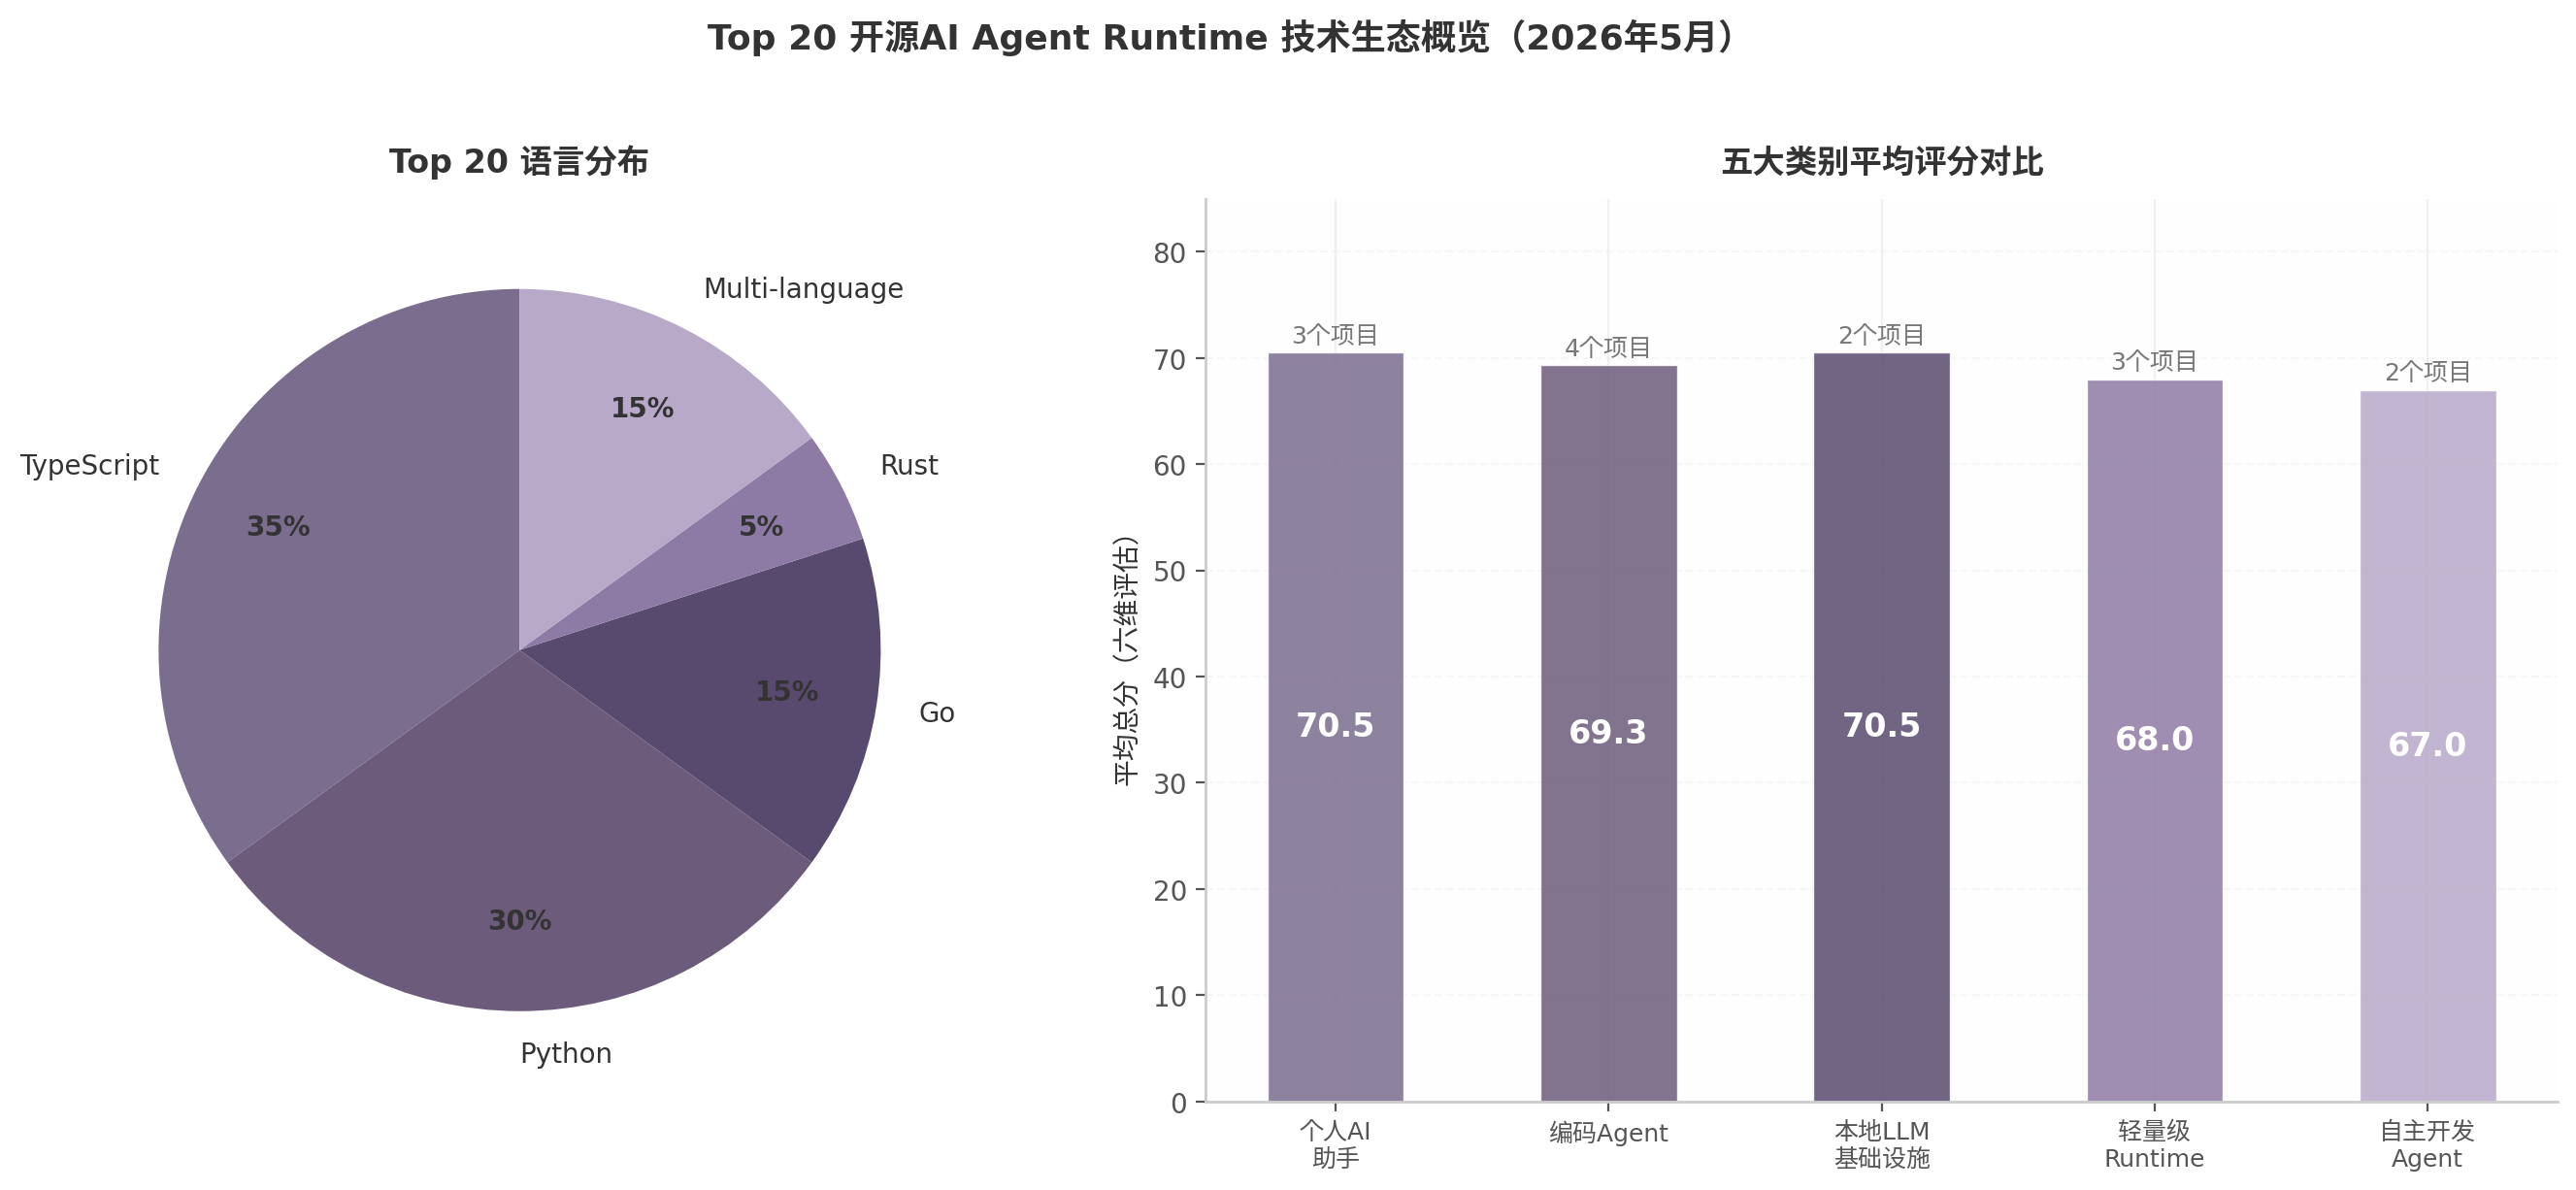 Top 20 开源AI Agent Runtime 技术生态概览（2026年5月）
Top 20 语言分布
Multi-language
15%
Rust
5%
TypeScript
35%
15%
Go
30%
Python
五大类别平均评分对比
平均总分（六维评估）
80
70
60
50
40
30
20
10
0
3个项目
4个项目
2个项目
3个项目
2个项目
70.5
69.3
70.5
68.0
67.0
个人AI
助手
编码Agent
本地LLM
基础设施
轻量级
Runtime
自主开发
Agent